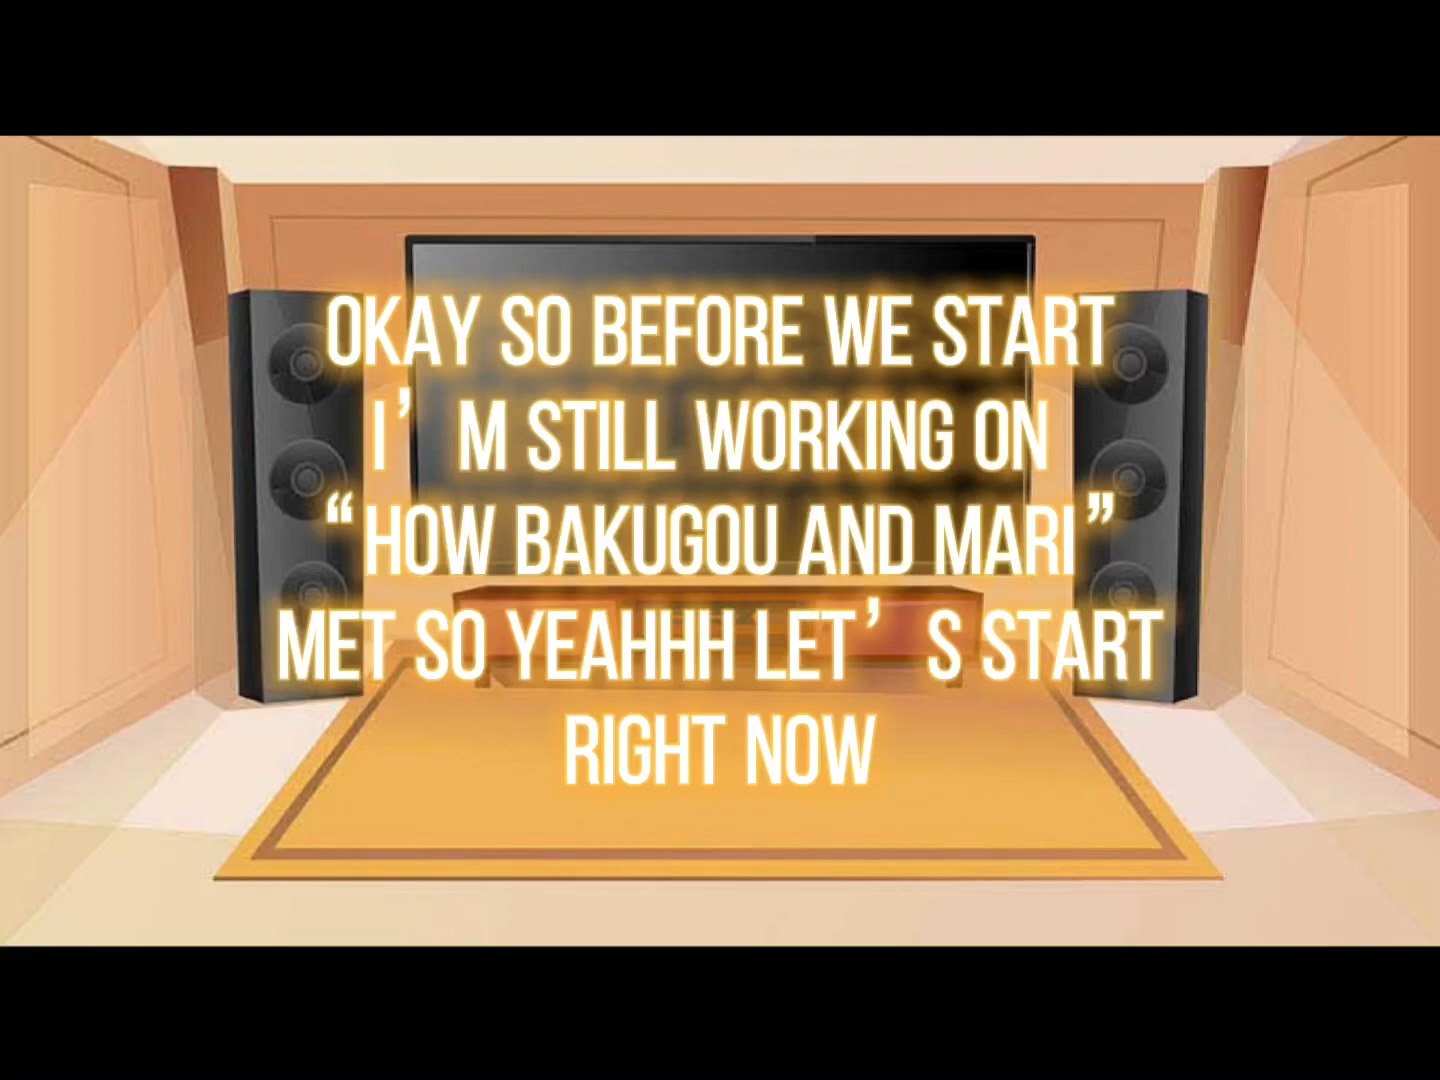 OKAY SO BEFORE WE START
I’M STILL WORKING ON
“HOW BAKUGOU AND MARI”
MET SO YEAHHH LET’S START
RIGHT NOW